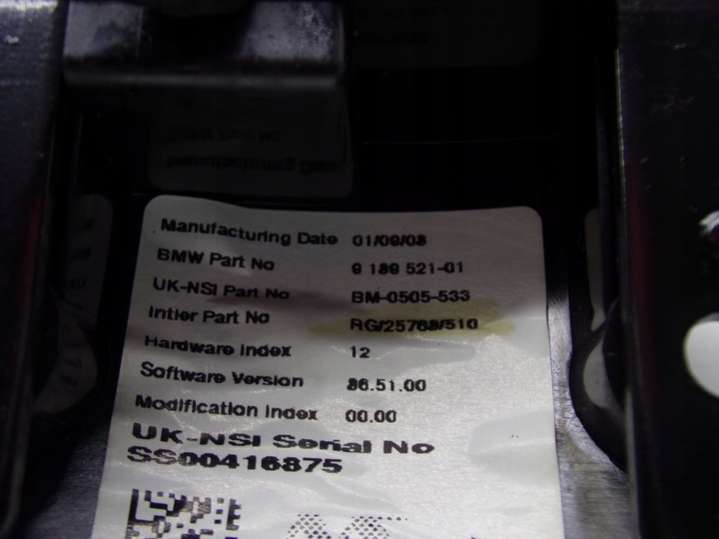 Manufacturing Date 01/09/08
BMW Part No 9 189 521-01
UK-NSI Part No BM-0505-533
Intier Part No RG/25768/510
Hardware Index 12
Software Version 86.51.00
Modification Index 00.00
UK-NSI Serial No
SS00416875